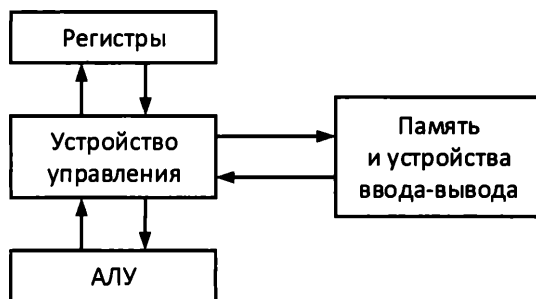 Регистры
Устройство
управления
Память
и устройства
ввода-вывода
АЛУ